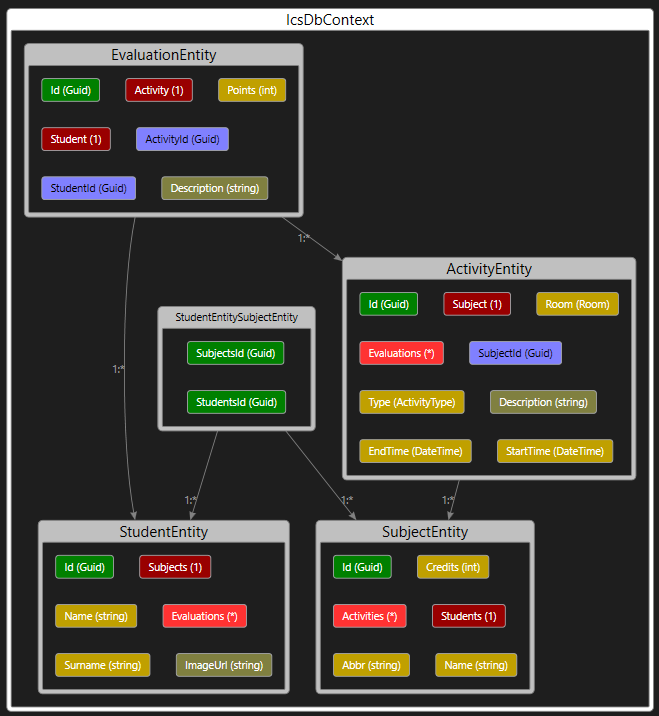 IcsDbContext
EvaluationEntity
Id (Guid) Activity (1) Points (int)
Student (1) ActivityId (Guid)
StudentId (Guid) Description (string)
1:*
ActivityEntity
Id (Guid) Subject (1) Room (Room)
Evaluations (*) SubjectId (Guid)
Type (ActivityType) Description (string)
EndTime (DateTime) StartTime (DateTime)
StudentEntitySubjectEntity
SubjectsId (Guid)
StudentsId (Guid)
1:*
1:* 1:* 1:*
StudentEntity
Id (Guid) Subjects (1)
Name (string) Evaluations (*)
Surname (string) ImageUrl (string)
SubjectEntity
Id (Guid) Credits (int)
Activities (*) Students (1)
Abbr (string) Name (string)